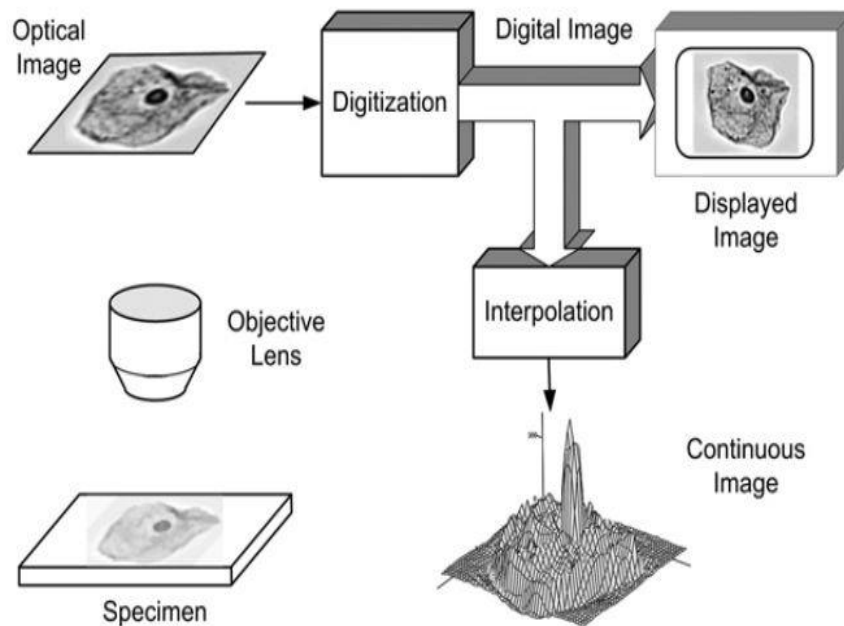 Optical
Image
Digitization
Digital Image
Displayed
Image
Objective
Lens
Interpolation
Continuous
Image
Specimen